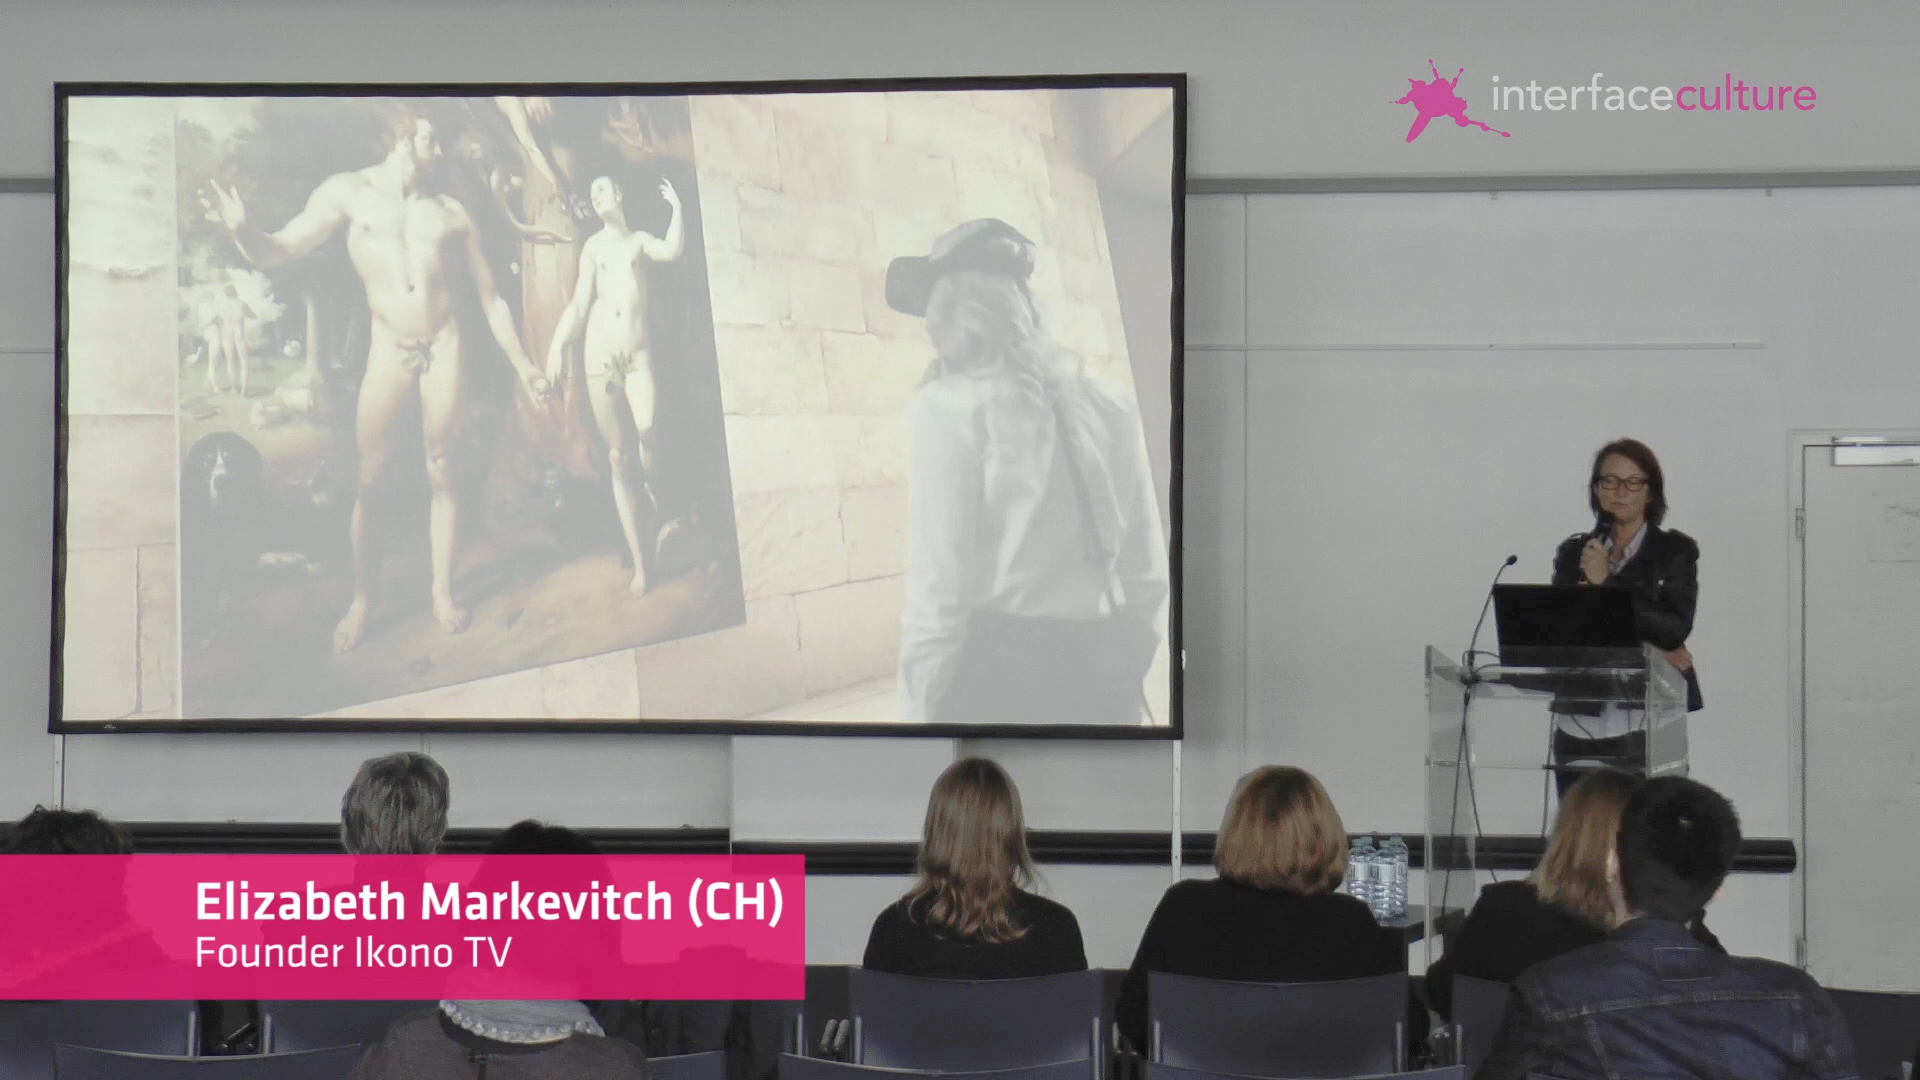 interfaceculture
Elizabeth Markevitch (CH)
Founder Ikono TV